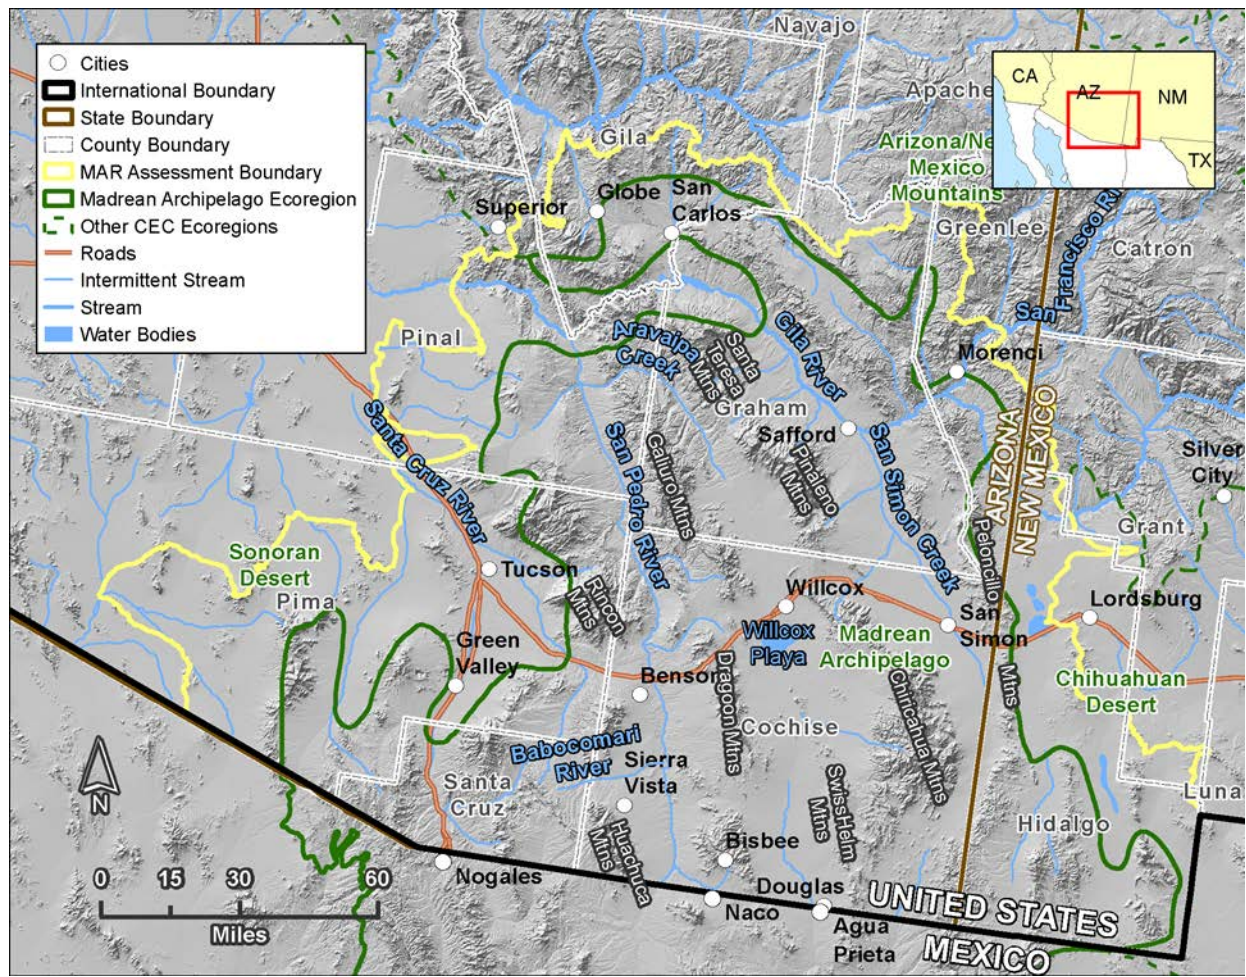 Cities
International Boundary
State Boundary
County Boundary
MAR Assessment Boundary
Madrean Archipelago Ecoregion
Other CEC Ecoregions
Roads
Intermittent Stream
Stream
Water Bodies
Navajo
Apache
CA
AZ
NM
TX
Gila
Arizona/Ne
Mexico
Mountains
Globe
San
Carlos
Superior
Greenlee
Catron
San Francisco Ri
Pinal
Aravaipa
Creek
Santa
Teresa
Mtns
Gila River
Morenci
Graham
Safford
Santa Cruz River
San Pedro River
Galiuro Mtns
Pinaleno
Mtns
San Simon Creek
ARIZONA
NEW MEXICO
Silver
City
Grant
Peloncillo
Mtns
Sonoran
Desert
Pima
Tucson
Rincon
Mtns
Willcox
Willcox
Playa
San
Simon
Lordsburg
Madrean
Archipelago
Green
Valley
Benson
Dragoon Mtns
Chiricahua Mtns
Chihuahuan
Desert
Cochise
Babocomari
River
Sierra
Vista
Santa
Cruz
SwissHelm
Mtns
Luna
Hidalgo
N
Huachuca
Mtns
Bisbee
Nogales
Naco
Douglas
Agua
Prieta
UNITED STATES
MEXICO
0 15 30 60
Miles